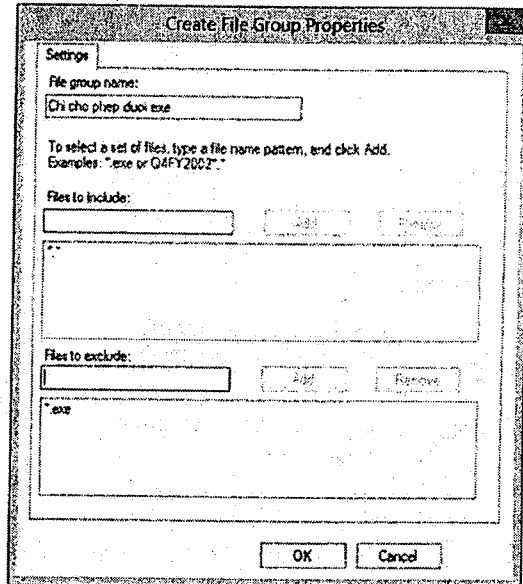 Create File Group Properties
Settings
File group name:
Chi cho phep duoi exe
To select a set of files, type a file name pattern, and click Add.
Examples: *.exe or Q4FY2002*.*
Files to include:
Add
*.*
Files to exclude:
Add Remove
*.exe
OK Cancel